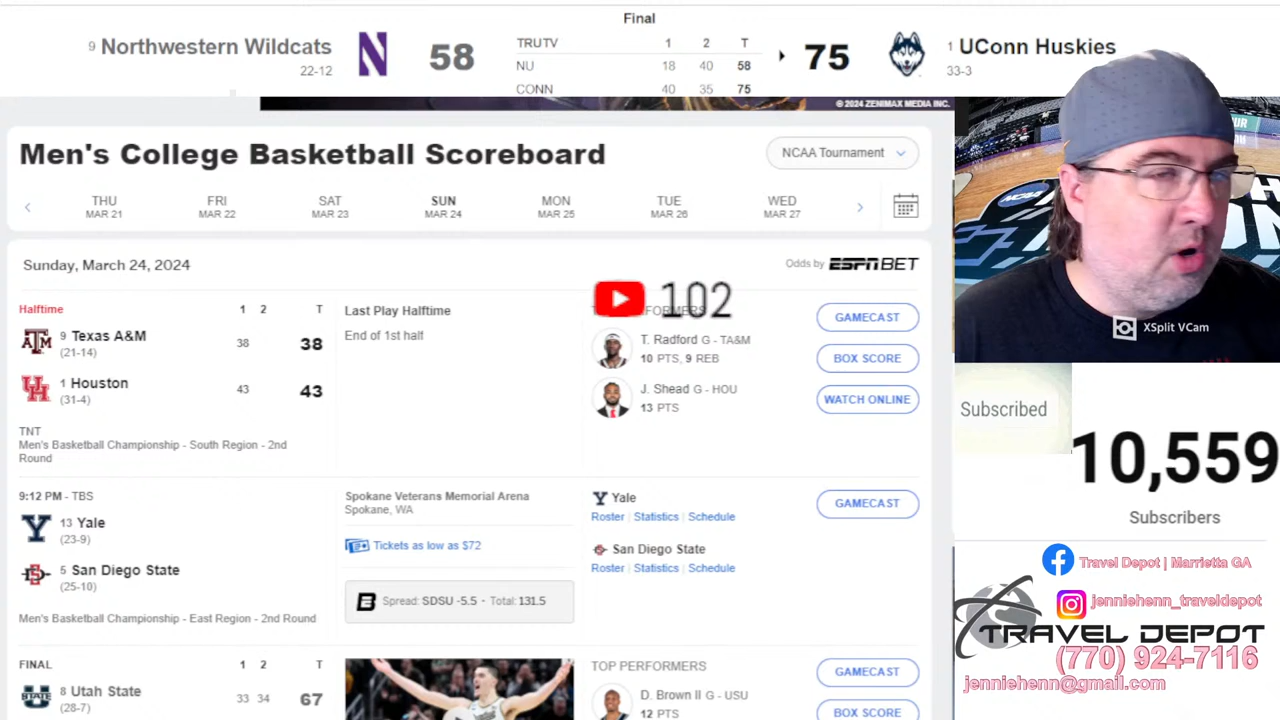 Final
9 Northwestern Wildcats
22-12
N
58
TRUTV 1 2 T
NU 18 40 58
CONN 40 35 75
75
1 UConn Huskies
33-3
© 2024 ZENIMAX MEDIA INC.
Men's College Basketball Scoreboard
NCAA Tournament
THU
MAR 21
FRI
MAR 22
SAT
MAR 23
SUN
MAR 24
MON
MAR 25
TUE
MAR 26
WED
MAR 27
Sunday, March 24, 2024
Odds by ESPN BET
Halftime 1 2 T
9 Texas A&M 38 38
(21-14)
1 Houston 43 43
(31-4)
TNT
Men's Basketball Championship - South Region - 2nd
Round
Last Play Halftime
End of 1st half
102
T. Radford G - TA&M
10 PTS, 9 REB
J. Shead G - HOU
13 PTS
GAMECAST
BOX SCORE
WATCH ONLINE
9:12 PM - TBS
13 Yale
(23-9)
5 San Diego State
(25-10)
Men's Basketball Championship - East Region - 2nd Round
Spokane Veterans Memorial Arena
Spokane, WA
Tickets as low as $72
Spread: SDSU -5.5 - Total: 131.5
Yale
Roster | Statistics | Schedule
San Diego State
Roster | Statistics | Schedule
GAMECAST
FINAL 1 2 T
8 Utah State 33 34 67
(28-7)
TOP PERFORMERS
D. Brown II G - USU
12 PTS
GAMECAST
BOX SCORE
XSplit VCam
Subscribed
10,559
Subscribers
Travel Depot | Marrietta GA
jenniehenn_traveldepot
TRAVEL DEPOT
(770) 924-7116
jenniehenn@gmail.com